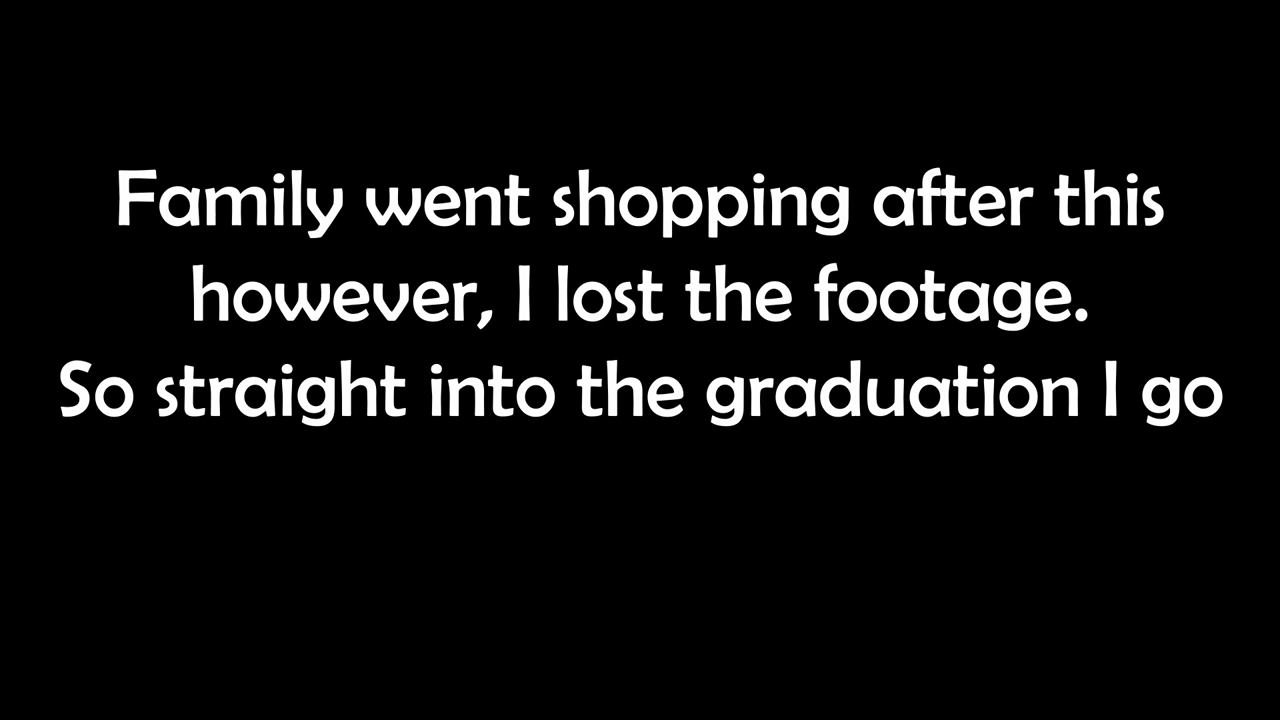 Family went shopping after this
however, I lost the footage.
So straight into the graduation I go